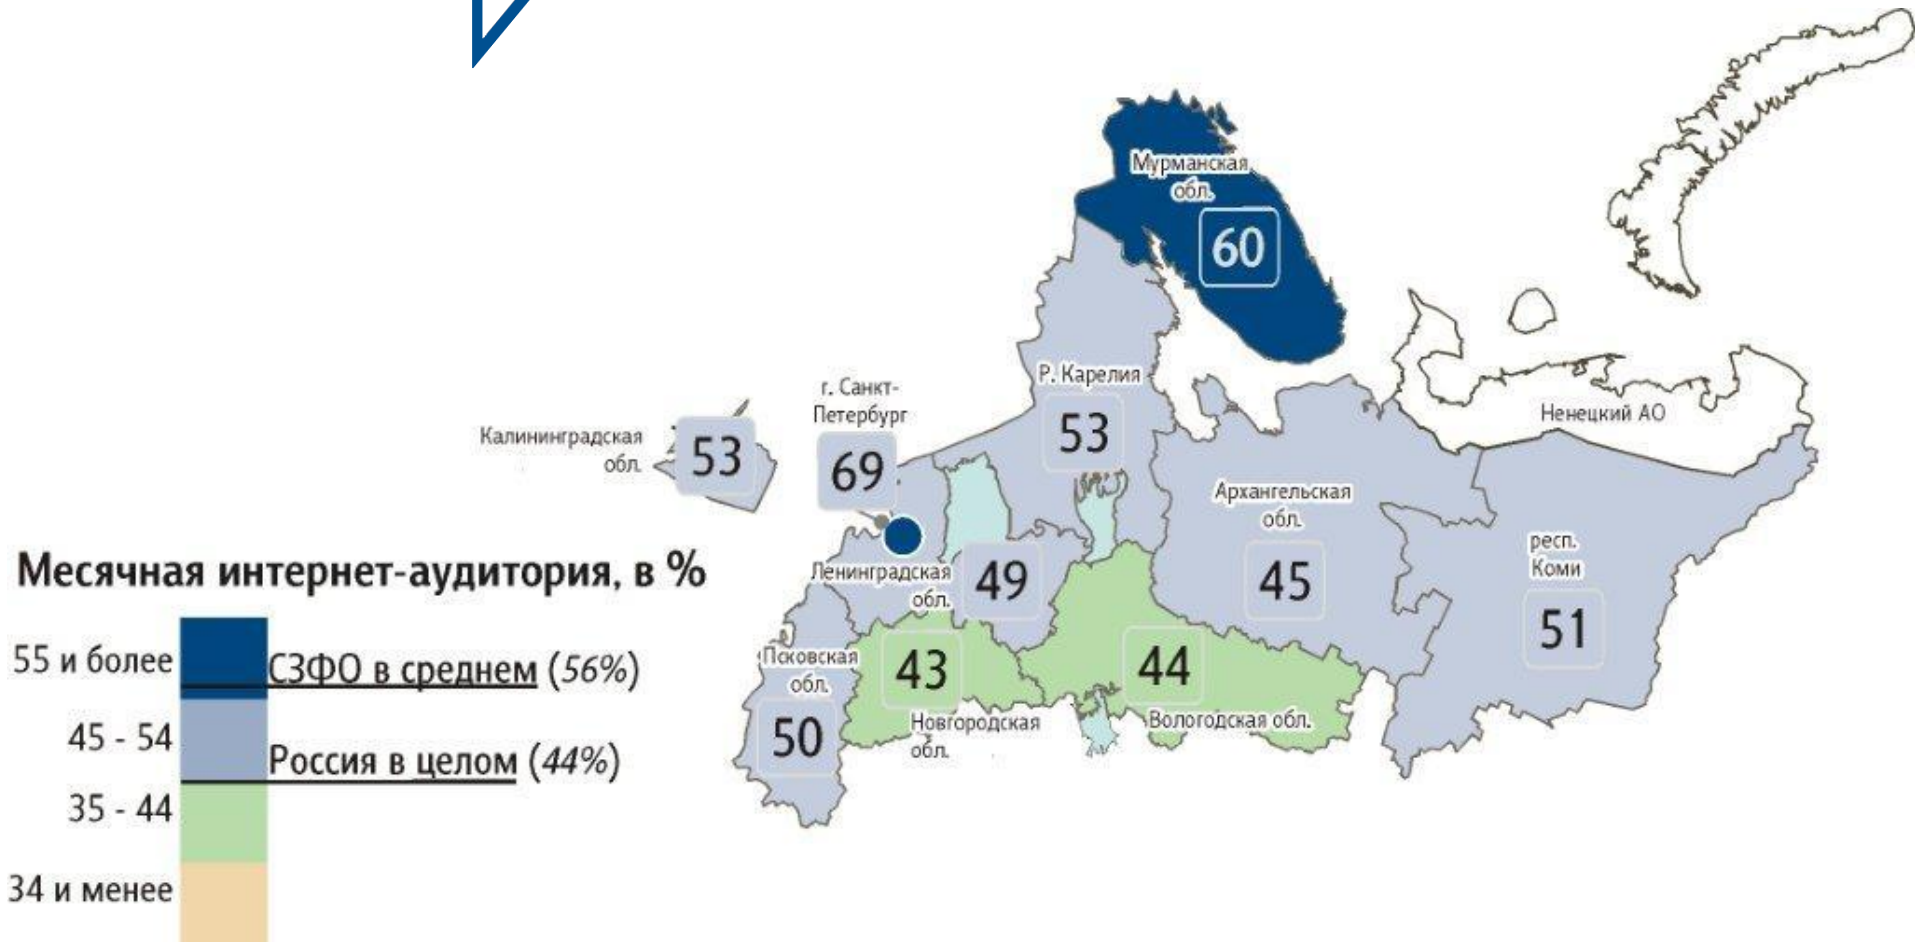 Мурманская
обл.
60
Р. Карелия
53
г. Санкт-
Петербург
69
Калининградская
обл.
53
Ненецкий АО
Архангельская
обл.
45
респ.
Коми
51
Ленинградская
обл.
49
Псковская
обл.
50
43
Новгородская
обл.
44
Вологодская обл.
Месячная интернет-аудитория, в %
55 и более
СЗФО в среднем (56%)
45 - 54
Россия в целом (44%)
35 - 44
34 и менее